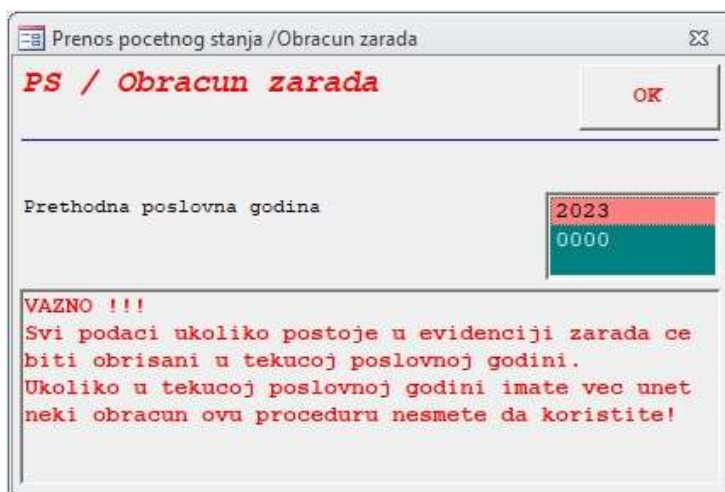 Prenos pocetnog stanja /Obracun zarada
PS / Obracun zarada
OK
Prethodna poslovna godina
2023
0000
VAZNO !!!
Svi podaci ukoliko postoje u evidenciji zarada ce
biti obrisani u tekucoj poslovnoj godini.
Ukoliko u tekucoj poslovnoj godini imate vec unet
neki obracun ovu proceduru nesmete da koristite!